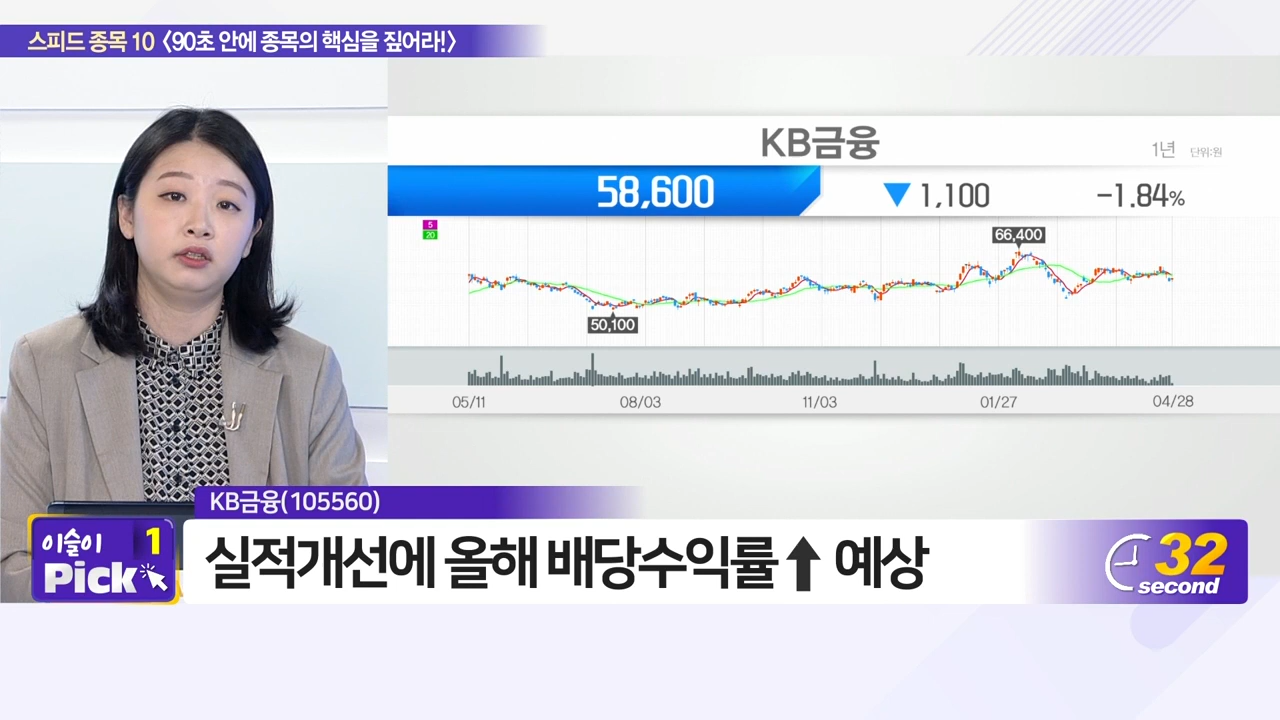 스피드 종목 10 〈90초 안에 종목의 핵심을 짚어라!〉
KB금융
1년 단위:원
58,600 ▼ 1,100 -1.84%
5
20
66,400
50,100
05/11 08/03 11/03 01/27 04/28
KB금융(105560)
이슬이 1
Pick
실적개선에 올해 배당수익률⬆ 예상
32
second